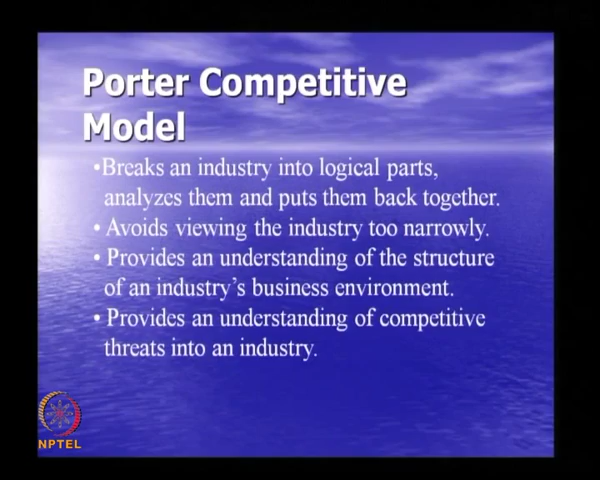 Porter Competitive
Model
•Breaks an industry into logical parts,
analyzes them and puts them back together.
• Avoids viewing the industry too narrowly.
• Provides an understanding of the structure
of an industry's business environment.
• Provides an understanding of competitive
threats into an industry.
NPTEL